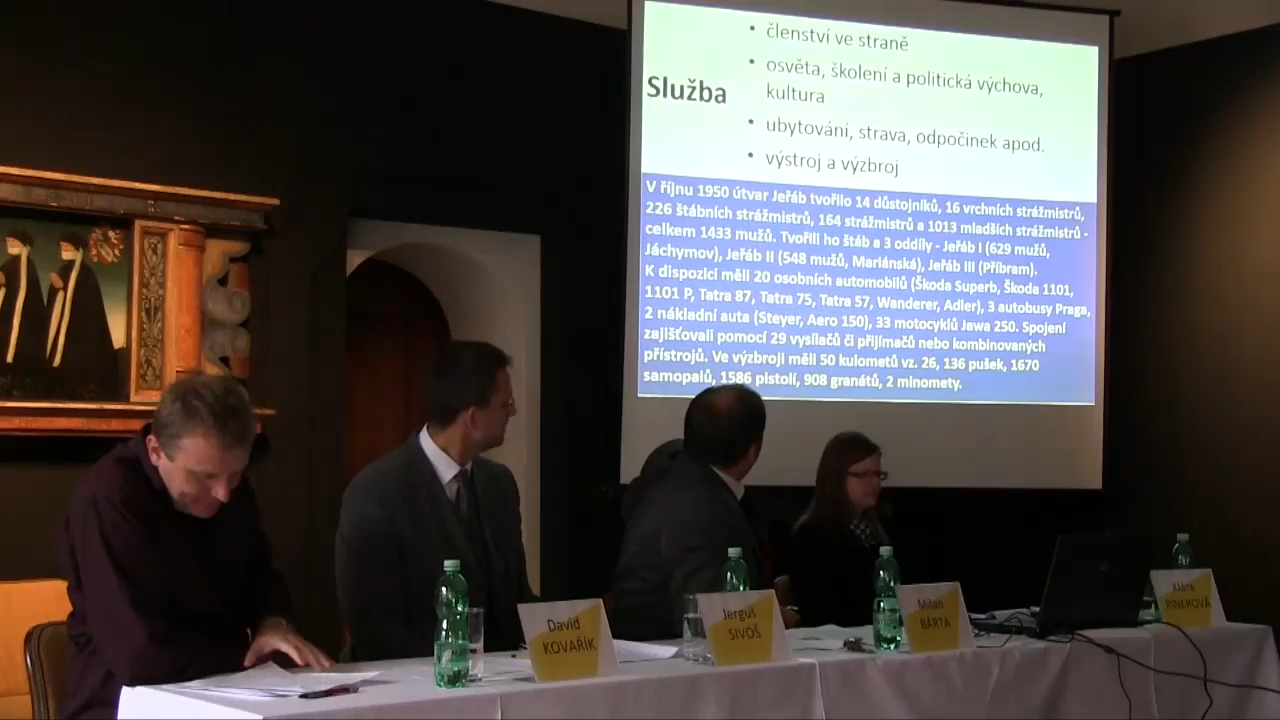 • členství ve straně
• osvěta, školení a politická výchova,
kultura
Služba
• ubytování, strava, odpočinek apod.
• výstroj a výzbroj
V říjnu 1950 útvar Jeřáb tvořilo 14 důstojníků, 16 vrchních strážmistrů,
226 štábních strážmistrů, 164 strážmistrů a 1013 mladších strážmistrů -
celkem 1433 mužů. Tvořili ho štáb a 3 oddíly - Jeřáb I (629 mužů,
Jáchymov), Jeřáb II (548 mužů, Mariánská), Jeřáb III (Příbram).
K dispozici měli 20 osobních automobilů (Škoda Superb, Škoda 1101,
1101 P, Tatra 87, Tatra 75, Tatra 57, Wanderer, Adler), 3 autobusy Praga,
2 nákladní auta (Steyer, Aero 150), 33 motocyklů Jawa 250. Spojení
zajišťovali pomocí 29 vysílačů či přijímačů nebo kombinovaných
přístrojů. Ve výzbroji měli 50 kulometů vz. 26, 136 pušek, 1670
samopalů, 1586 pistolí, 908 granátů, 2 minomety.
David
KOVAŘÍK
Jerguš
SIVOŠ
Milan
BÁRTA
Klára
PINEROVÁ